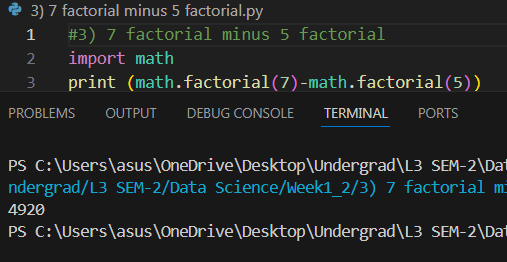 3) 7 factorial minus 5 factorial.py
1 #3) 7 factorial minus 5 factorial
2 import math
3 print (math.factorial(7)-math.factorial(5))
PROBLEMS OUTPUT DEBUG CONSOLE TERMINAL PORTS
PS C:\Users\asus\OneDrive\Desktop\Undergrad\L3 SEM-2\Dat
ndergrad/L3 SEM-2/Data Science/Week1_2/3) 7 factorial mi
4920
PS C:\Users\asus\OneDrive\Desktop\Undergrad\L3 SEM-2\Dat